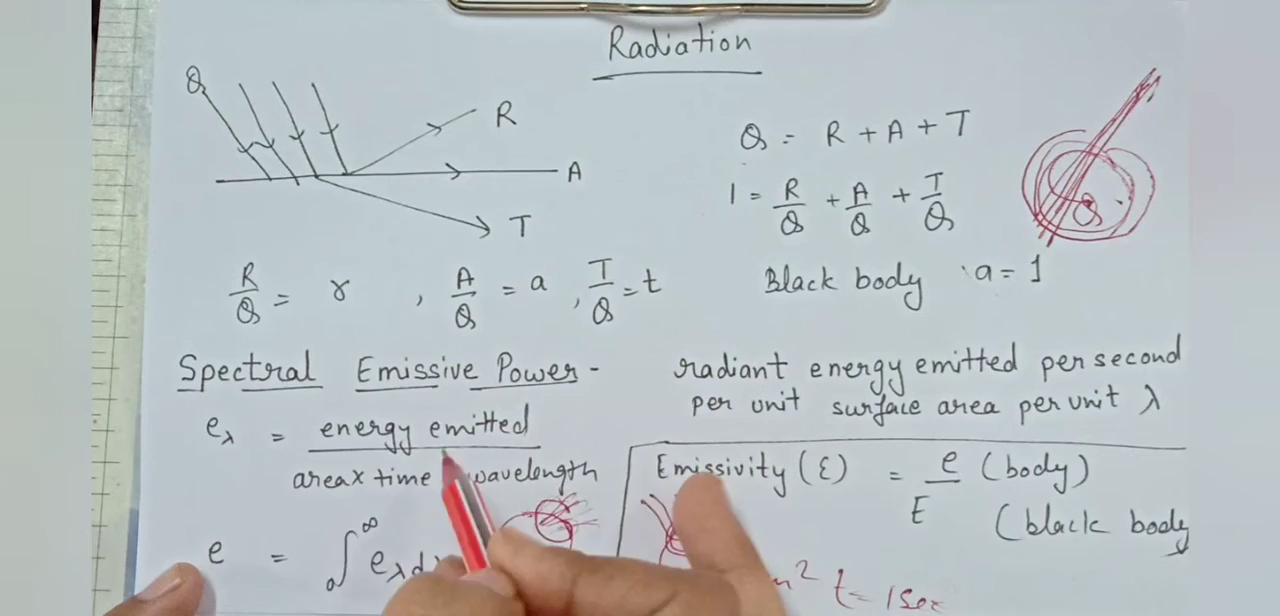 Radiation
Q
R
A
T
Q = R + A + T
1 = R/Q + A/Q + T/Q
Q
R/Q = r , A/Q = a , T/Q = t
Black body a = 1
Spectral Emissive Power -
radiant energy emitted per second
per unit surface area per unit λ
eλ = energy emitted
area x time wavelength
Emissivity (ε) = e (body)
E (black body
e = ∫₀^∞ eλ dλ
t = 1 sec